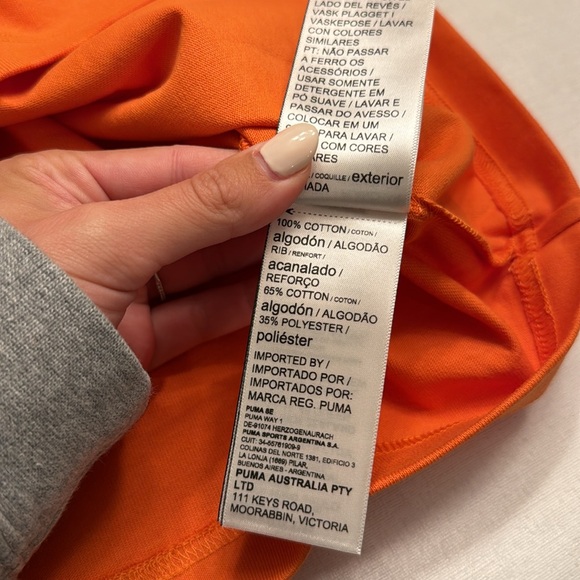 LADO DEL REVÉS /
VASK PLAGGET I
VASKEPOSE / LAVAR
CON COLORES
SIMILARES
PT: NÃO PASSAR
A FERRO OS
ACESSÓRIOS /
USAR SOMENTE
DETERGENTE EM
PÓ SUAVE / LAVAR E
PASSAR DO AVESSO /
COLOCAR EM UM
PARA LAVAR /
COM CORES
ARES
/ COQUILLE / exterior
HADA
100% COTTON / COTON /
algodón / ALGODÃO
RIB / RENFORT /
acanalado /
REFORÇO
65% COTTON / COTON /
algodón / ALGODÃO
35% POLYESTER /
poliéster
IMPORTED BY /
IMPORTADO POR /
IMPORTADOS POR:
MARCA REG. PUMA
PUMA SE
PUMA WAY 1
DE-91074 HERZOGENAURACH
PUMA SPORTS ARGENTINA S.A.
CUIT: 34-65761909-9
COLINAS DEL NORTE 1381, EDIFICIO 3
LA LONJA (1669) PILAR,
BUENOS AIRES - ARGENTINA
PUMA AUSTRALIA PTY
LTD
111 KEYS ROAD,
MOORABBIN, VICTORIA